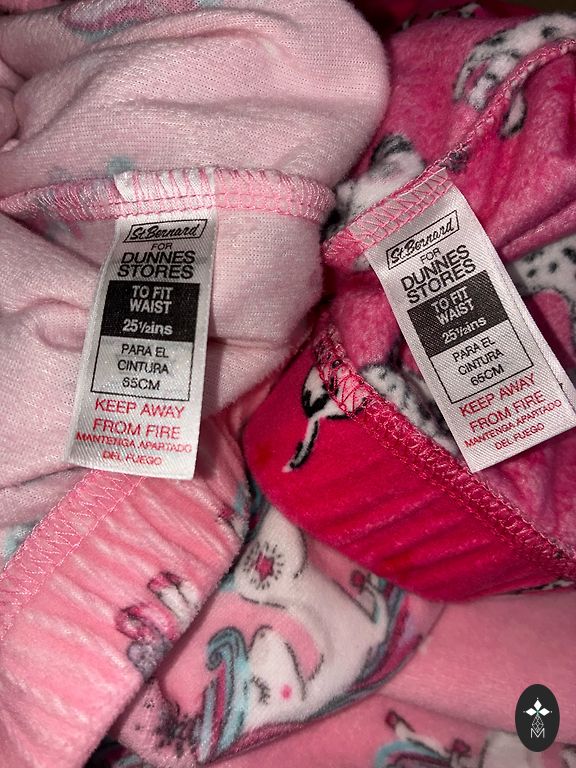 St.Bernard
FOR
DUNNES
STORES
TO FIT
WAIST
25½ins
PARA EL
CINTURA
65CM
KEEP AWAY
FROM FIRE
MANTENGA APARTADO
DEL FUEGO
St.Bernard
FOR
DUNNES
STORES
TO FIT
WAIST
25½ins
PARA EL
CINTURA
65CM
KEEP AWAY
FROM FIRE
MANTENGA APARTADO
DEL FUEGO
M